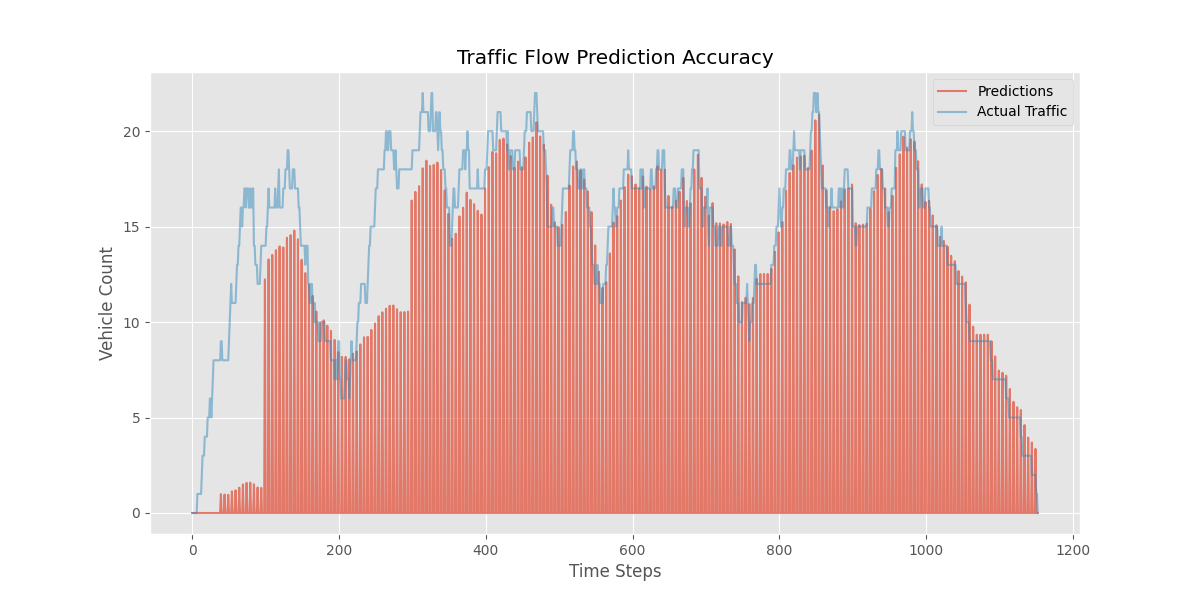 Traffic Flow Prediction Accuracy
Predictions
Actual Traffic
Vehicle Count
20
15
10
5
0
0 200 400 600 800 1000 1200
Time Steps